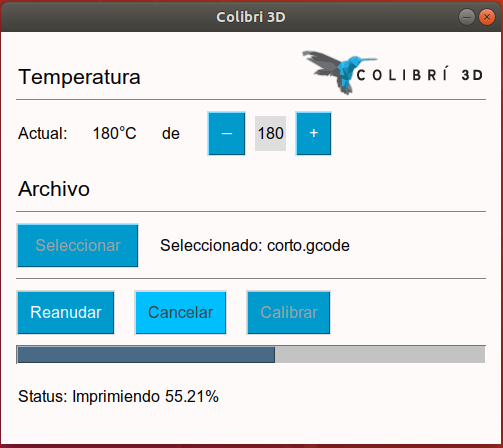 Colibri 3D
COLIBRÍ 3D
Temperatura
Actual: 180°C de – 180 +
Archivo
Seleccionar Seleccionado: corto.gcode
Reanudar Cancelar Calibrar
Status: Imprimiendo 55.21%